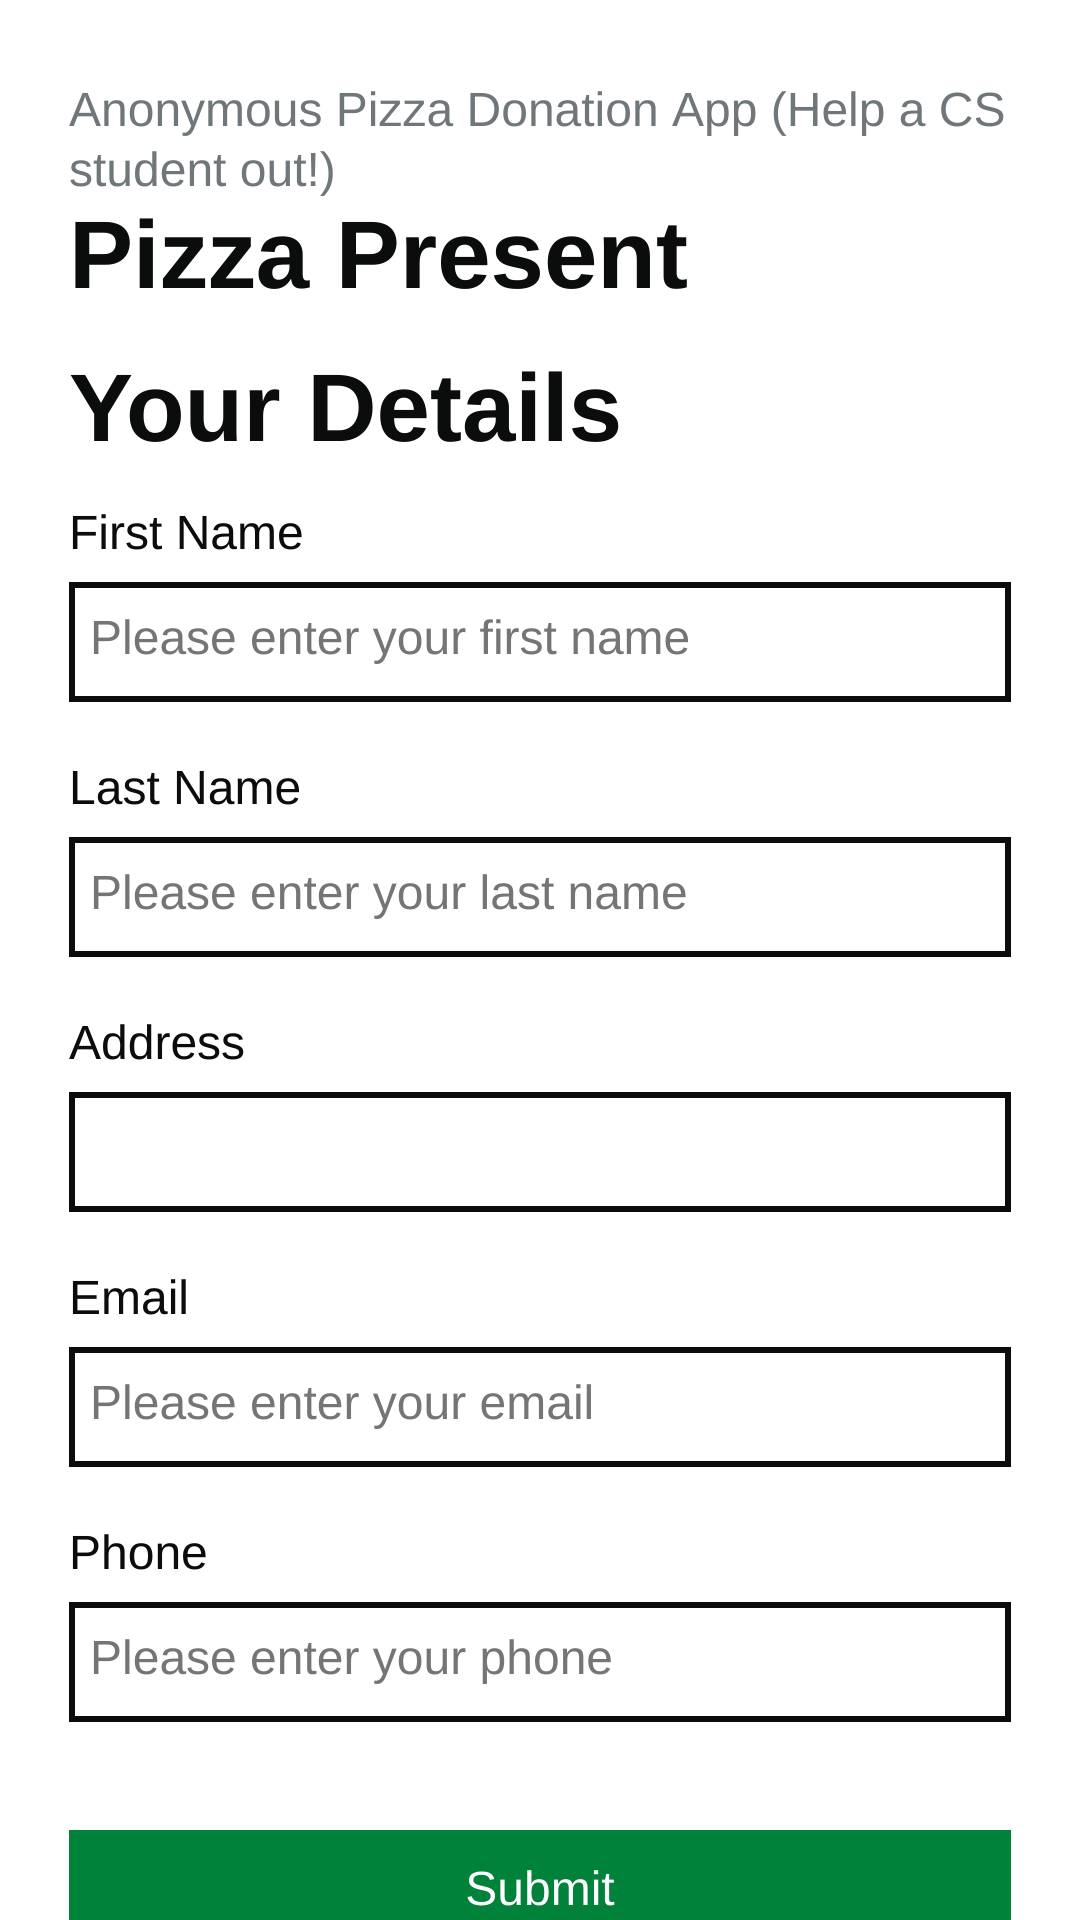 Anonymous Pizza Donation App (Help a CS
student out!)
Pizza Present
Your Details
First Name
Please enter your first name
Last Name
Please enter your last name
Address
Email
Please enter your email
Phone
Please enter your phone
Submit